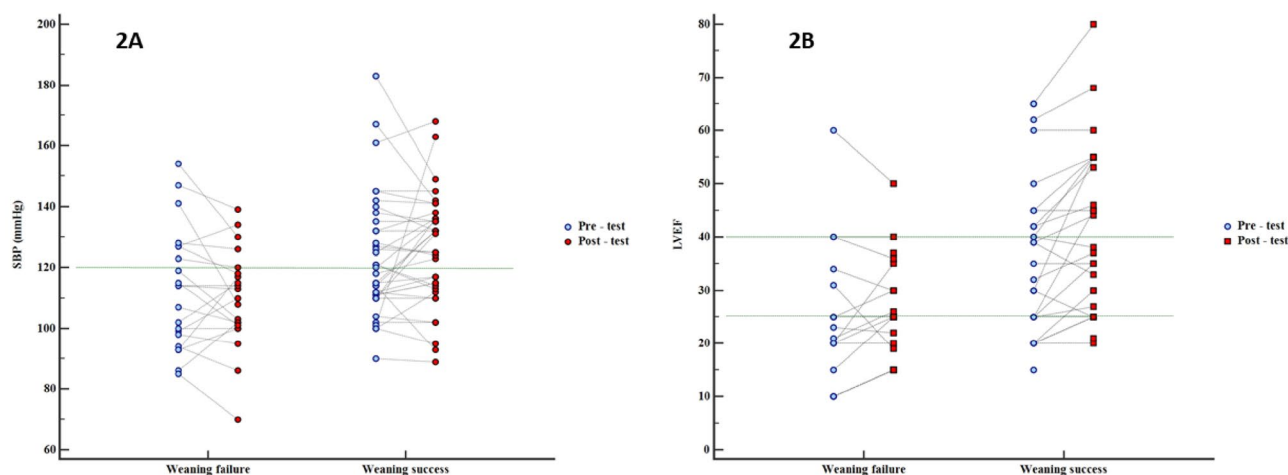 2A
SBP (mmHg)
200
180
160
140
120
100
80
60
Weaning failure
Weaning success
Pre - test
Post - test
2B
LVEF
80
70
60
50
40
30
20
10
0
Weaning failure
Weaning success
Pre - test
Post - test